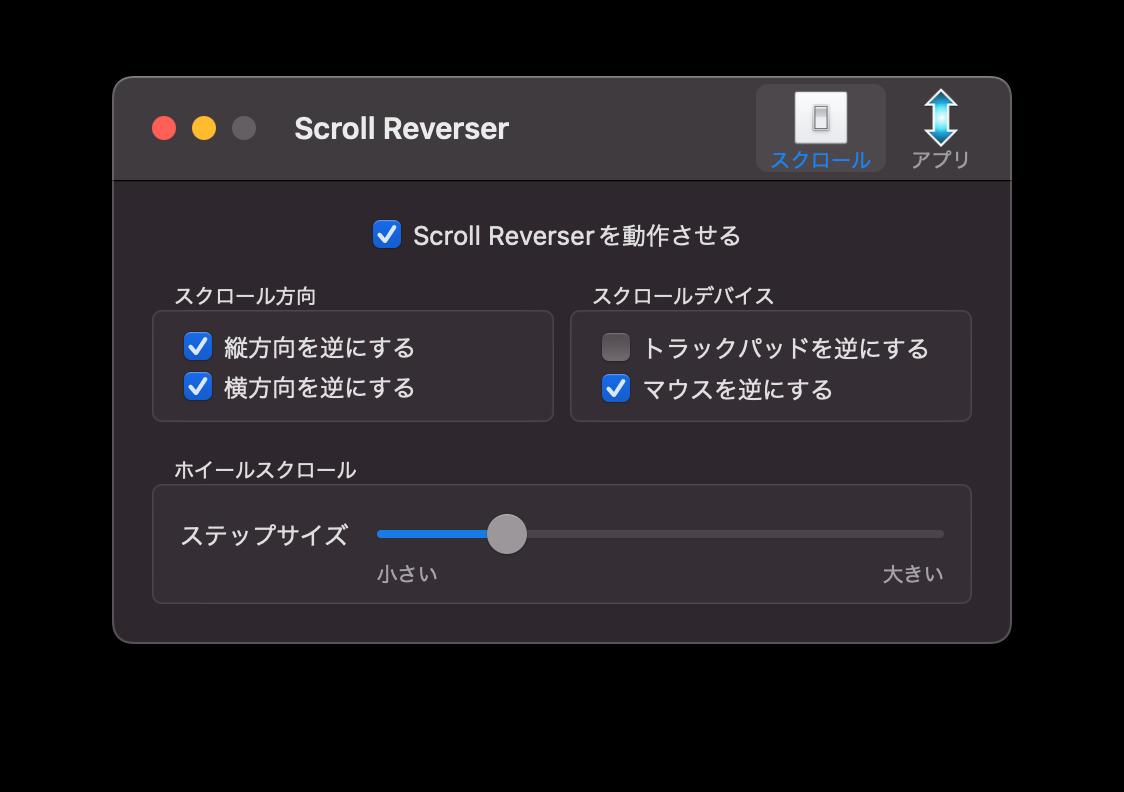 Scroll Reverser
スクロール
アプリ
Scroll Reverserを動作させる
スクロール方向
縦方向を逆にする
横方向を逆にする
スクロールデバイス
トラックパッドを逆にする
マウスを逆にする
ホイールスクロール
ステップサイズ
小さい
大きい